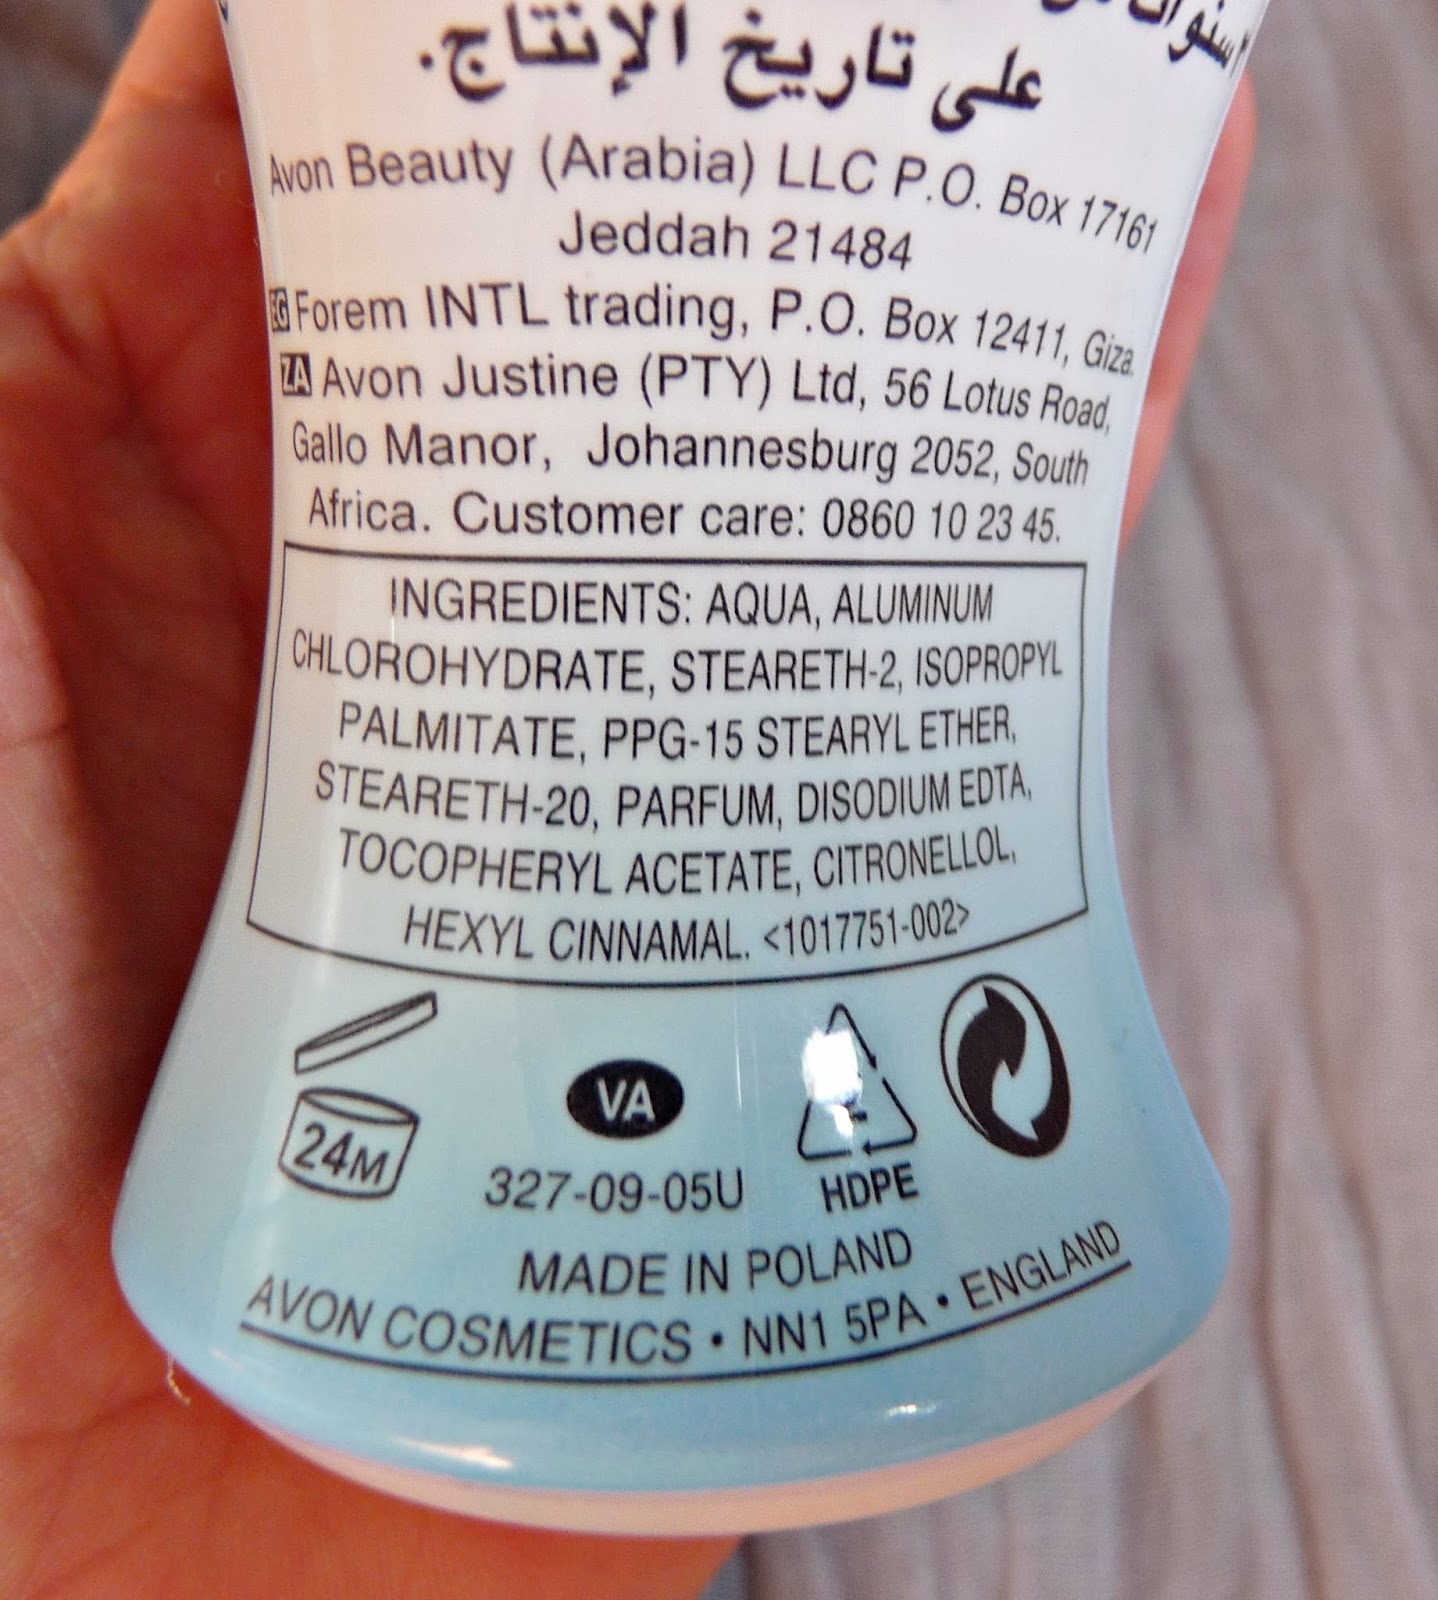 على تاريخ الإنتاج.
Avon Beauty (Arabia) LLC P.O. Box 17161
Jeddah 21484
EG Forem INTL trading, P.O. Box 12411, Giza.
ZA Avon Justine (PTY) Ltd, 56 Lotus Road,
Gallo Manor, Johannesburg 2052, South
Africa. Customer care: 0860 10 23 45.
INGREDIENTS: AQUA, ALUMINUM
CHLOROHYDRATE, STEARETH-2, ISOPROPYL
PALMITATE, PPG-15 STEARYL ETHER,
STEARETH-20, PARFUM, DISODIUM EDTA,
TOCOPHERYL ACETATE, CITRONELLOL,
HEXYL CINNAMAL. <1017751-002>
24M
VA
327-09-05U
HDPE
MADE IN POLAND
AVON COSMETICS • NN1 5PA • ENGLAND